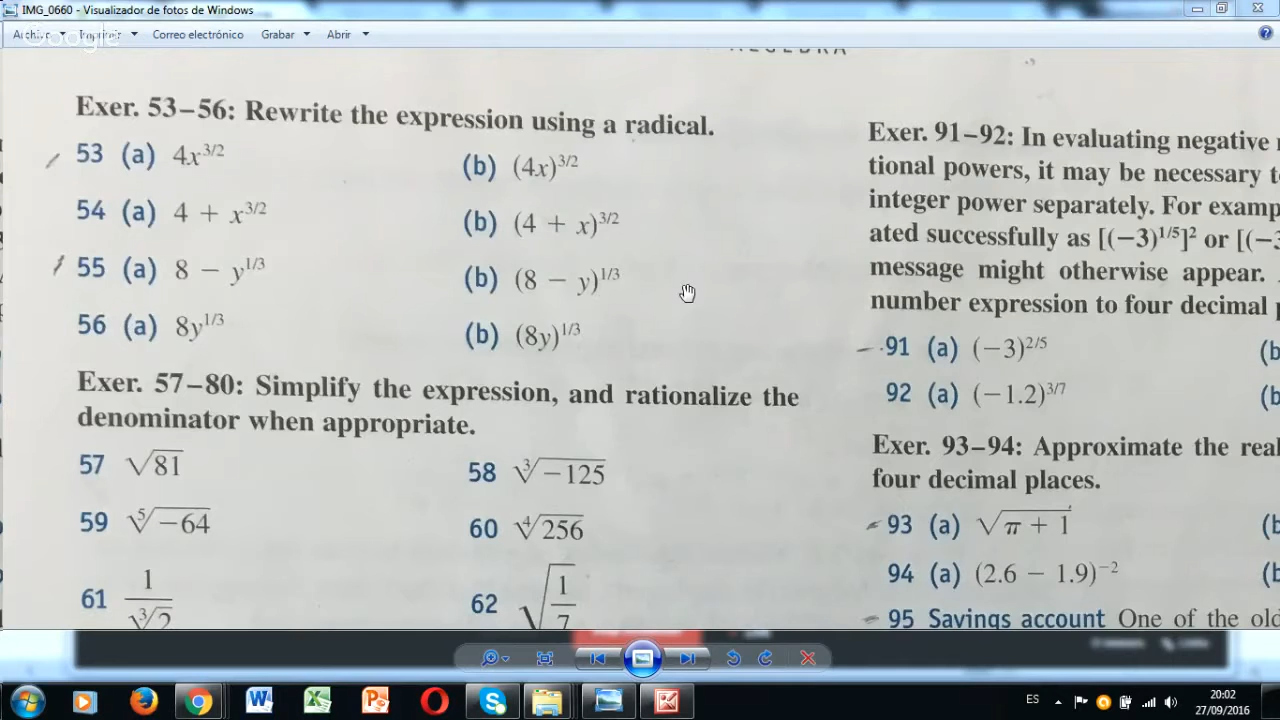 IMG_0660 - Visualizador de fotos de Windows
Archivo Imprimir Correo electrónico Grabar Abrir
Google
ALGEBRA
Exer. 53–56: Rewrite the expression using a radical.
53 (a) 4x^{3/2} (b) (4x)^{3/2}
54 (a) 4 + x^{3/2} (b) (4 + x)^{3/2}
55 (a) 8 − y^{1/3} (b) (8 − y)^{1/3}
56 (a) 8y^{1/3} (b) (8y)^{1/3}
Exer. 57–80: Simplify the expression, and rationalize the
denominator when appropriate.
57 √81 58 ∛−125
59 ⁵√−64 60 ∜256
61 1/∛2 62 √(1/7)
Exer. 91–92: In evaluating negative
tional powers, it may be necessary
integer power separately. For
ated successfully as [(−3)^{1/5}]² or [(−3
message might otherwise appear.
number expression to four decimal
91 (a) (−3)^{2/5} (b
92 (a) (−1.2)^{3/7} (b
Exer. 93–94: Approximate the
four decimal places.
93 (a) √π + 1 (b
94 (a) (2.6 − 1.9)^{−2} (b
95 Savings account One of the
ES 20:02
27/09/2016